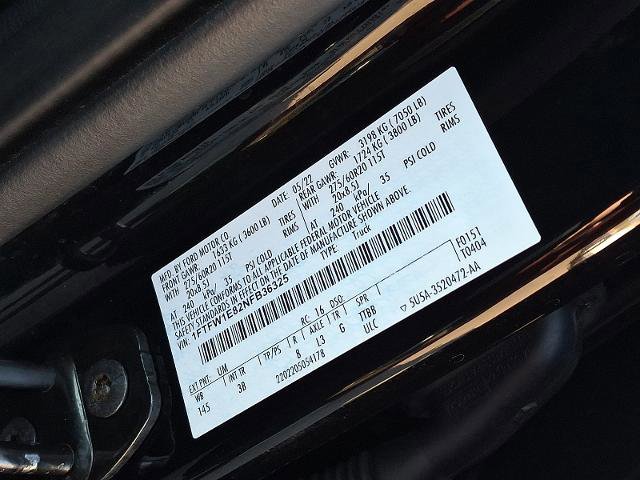 MFD. BY FORD MOTOR CO.
DATE: 05/22 GVWR: 3198 KG ( 7050 LB)
FRONT GAWR: 1633 KG ( 3600 LB) REAR GAWR: 1724 KG ( 3800 LB)
WITH 275/60R20 115T TIRES WITH 275/60R20 115T TIRES
20x8.5J RIMS 20x8.5J RIMS
AT 240 kPa/ 35 PSI COLD AT 240 kPa/ 35 PSI COLD
THIS VEHICLE CONFORMS TO ALL APPLICABLE FEDERAL MOTOR VEHICLE
SAFETY STANDARDS IN EFFECT ON THE DATE OF MANUFACTURE SHOWN ABOVE.
VIN: 1FTFW1E82NFB36325
TYPE: Truck
F0151
T0404
EXT PNT: UM RC: 16 DSO:
WB INT TR TP/PS R AXLE TR SPR
145 3B 8 L3 G TTBB
220220505417B ULC
5U5A-3520472-AA